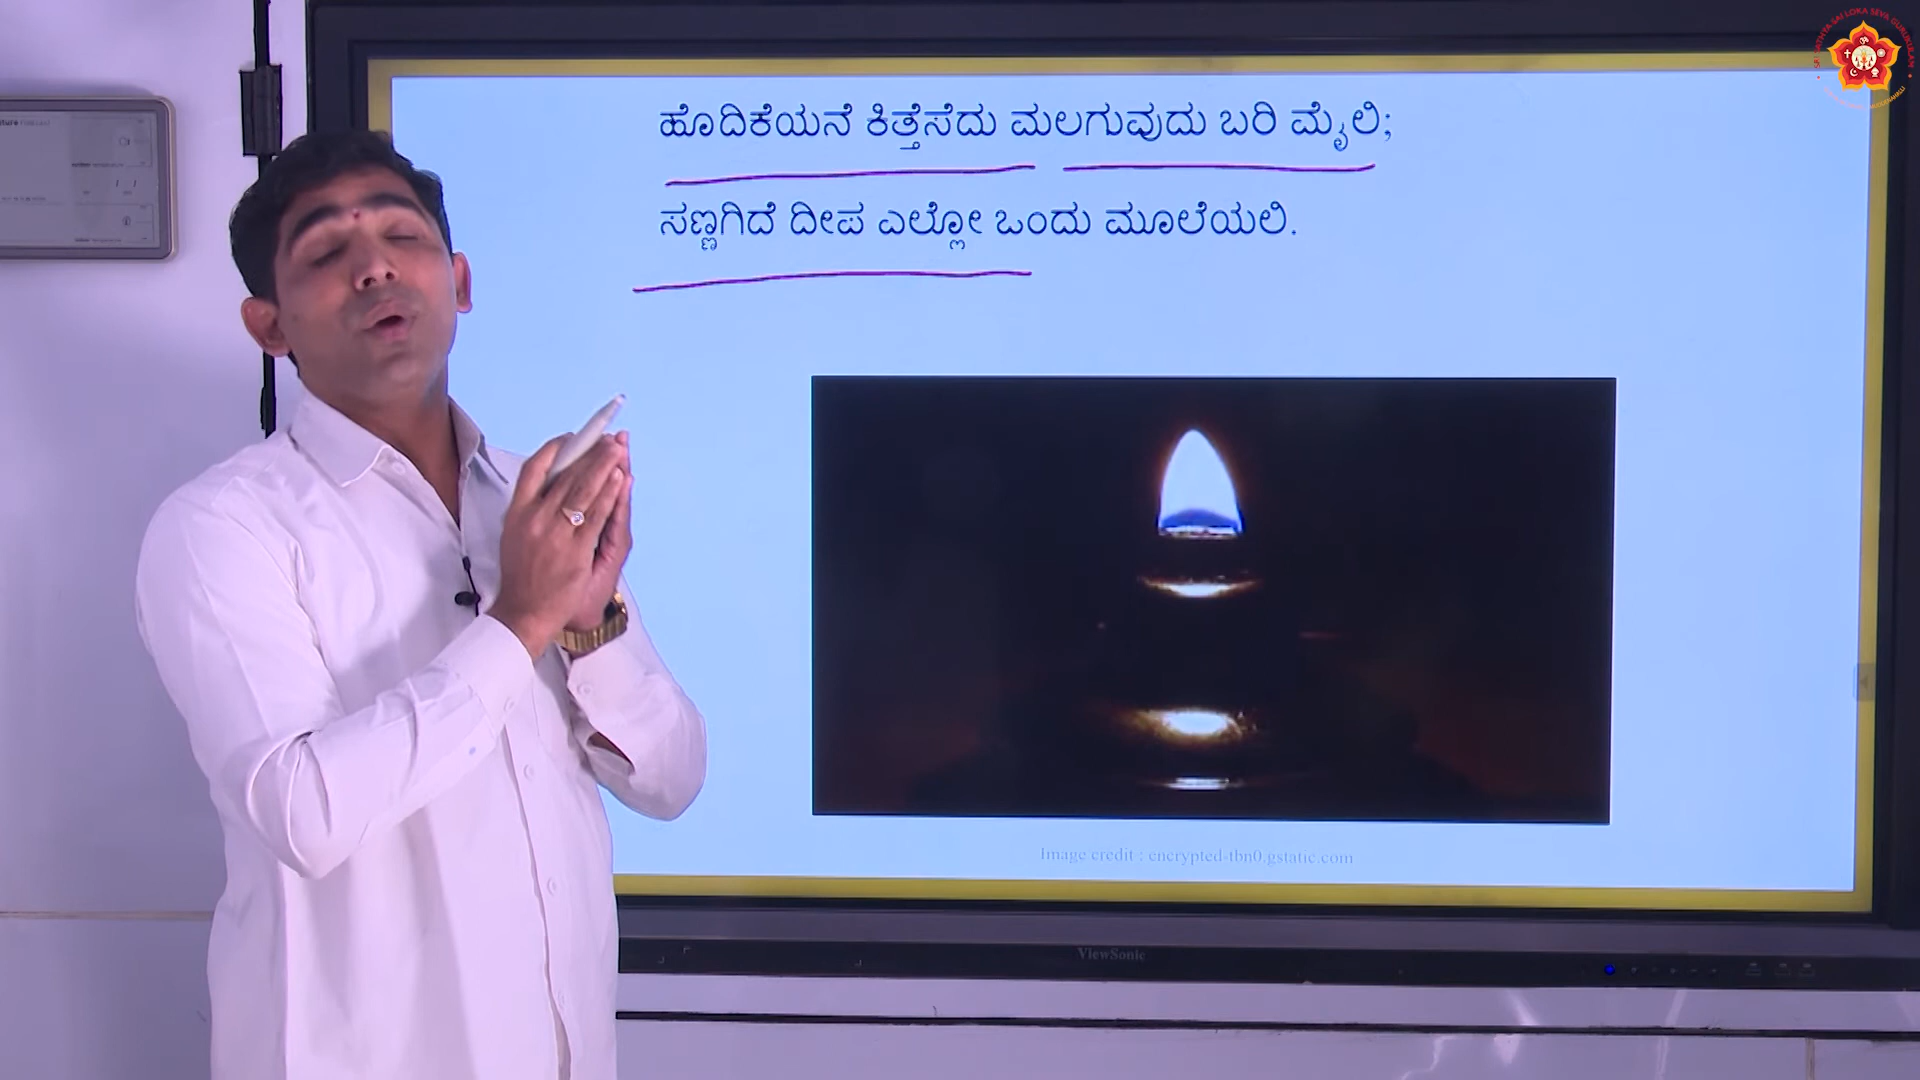 ಹೊದಿಕೆಯನೆ ಕಿತ್ತೆಸೆದು ಮಲಗುವುದು ಬರಿ ಮೈಲಿ;
ಸಣ್ಣಗಿದೆ ದೀಪ ಎಲ್ಲೋ ಒಂದು ಮೂಲೆಯಲಿ.
Image credit : encrypted-tbn0.gstatic.com
ViewSonic